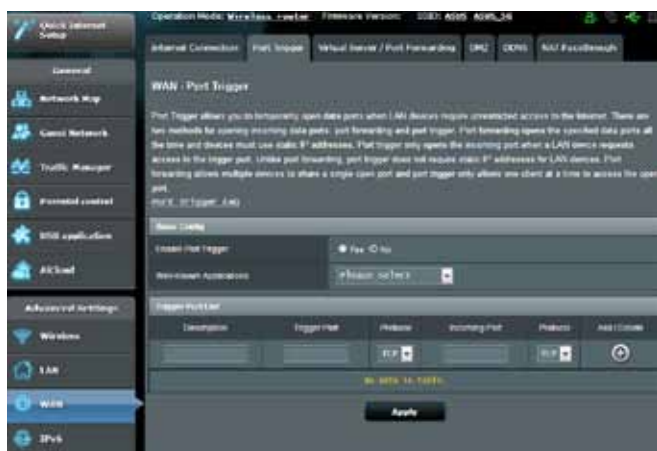 Quick Internet
Setup
Operation Mode: Wireless router Firmware Version: SSID: ASUS ASUS_5G
Internet Connection Port Trigger Virtual Server / Port Forwarding DMZ DDNS NAT Passthrough
General
Network Map
Guest Network
Traffic Manager
Parental control
USB application
AiCloud
Advanced Settings
Wireless
LAN
WAN
IPv6
WAN - Port Trigger
Port Trigger allows you to temporarily open data ports when LAN devices require unrestricted access to the Internet. There are
two methods for opening incoming data ports: port forwarding and port trigger. Port forwarding opens the specified data ports all
the time and devices must use static IP addresses. Port trigger only opens the incoming port when a LAN device requests
access to the trigger port. Unlike port forwarding, port trigger does not require static IP addresses for LAN devices. Port
forwarding allows multiple devices to share a single open port and port trigger only allows one client at a time to access the open
port.
Port Trigger FAQ
Basic Config
Enable Port Trigger Yes No
Well-Known Applications Please select
Trigger Port List
Description Trigger Port Protocol Incoming Port Protocol Add / Delete
TCP TCP
No data in table.
Apply